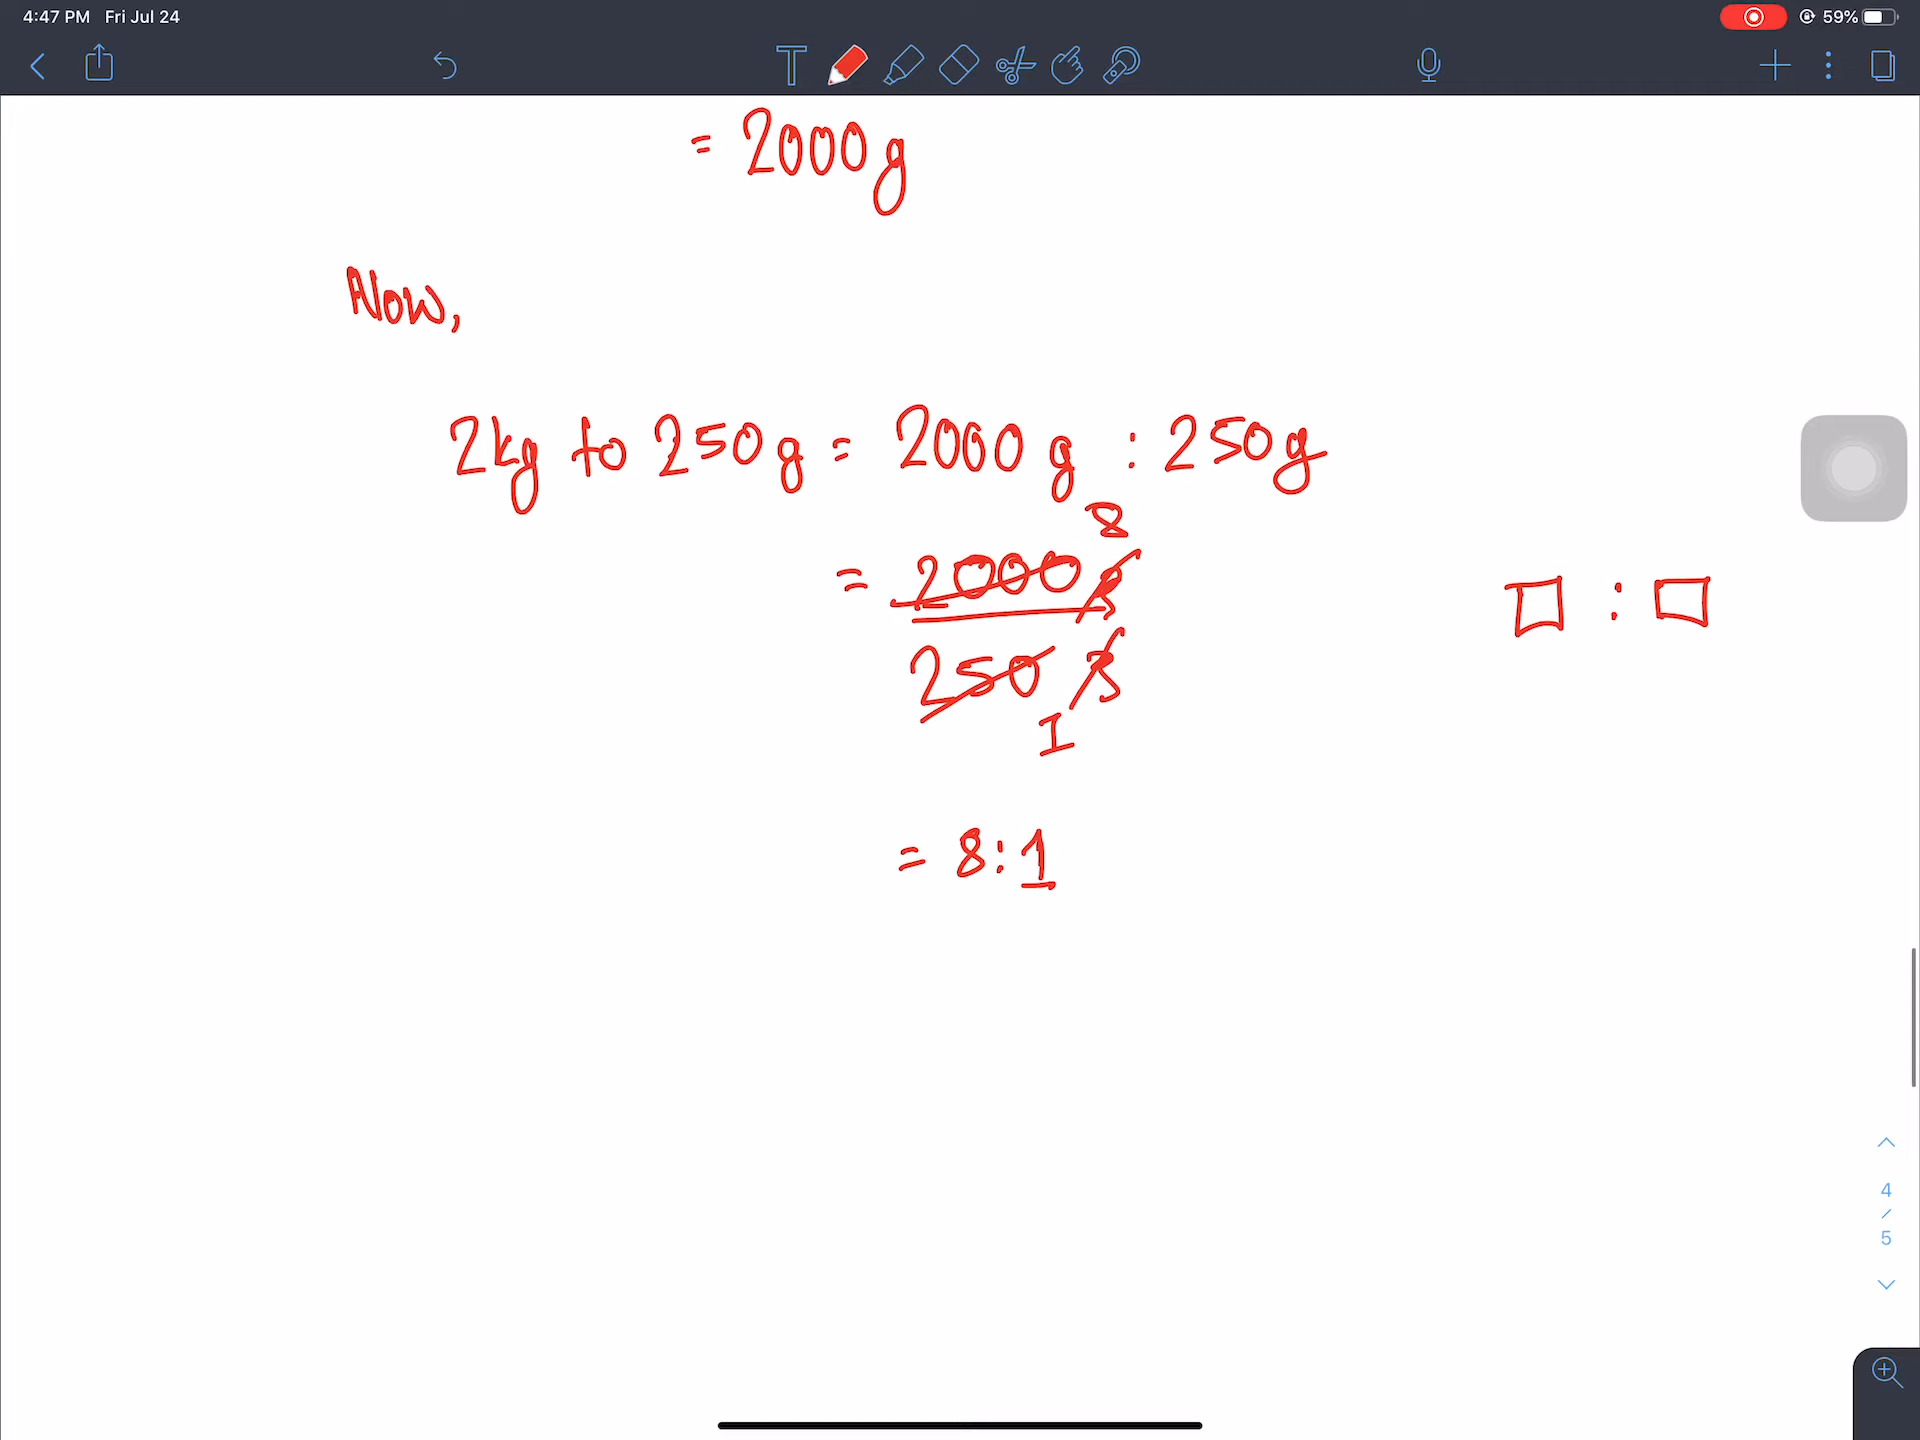 4:47 PM Fri Jul 24
59%
= 2000g
Now,
2kg to 250g = 2000 g : 250g
8
= 2000 g
250 g
1
= 8:1
4
/
5